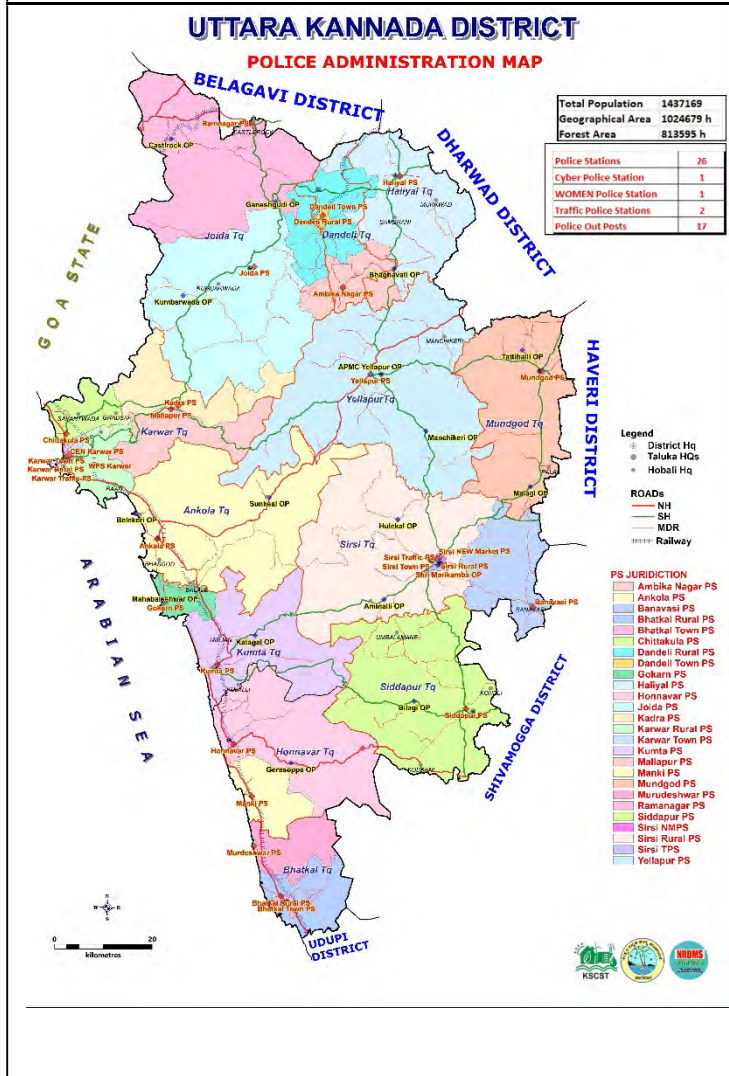 UTTARA KANNADA DISTRICT
POLICE ADMINISTRATION MAP
BELAGAVI DISTRICT
DHARWAD DISTRICT
HAVERI DISTRICT
SHIVAMOGGA DISTRICT
UDUPI DISTRICT
ARABIAN SEA
GOA STATE
Total Population 1437169
Geographical Area 1024679 h
Forest Area 813595 h
Police Stations 26
Cyber Police Station 1
WOMEN Police Station 1
Traffic Police Stations 2
Police Out Posts 17
Ramnagar PS
CASTLEROCK
Castlrock OP
Ganeshgudi OP
Haliyal PS
Haliyal Tq
MURKWAD
SAMBRANI
Dandeli Town PS
Dandeli Rural PS
Dandeli Tq
Joida Tq
Joida PS
Kumbarwada OP
Bhaghavati OP
Ambika Nagar PS
MANCHIKERI
Tattihalli OP
APMC Yellapur OP
Yellapur PS
Yellapur Tq
Mundgod PS
Mundgod Tq
Manchikeri OP
Malagi OP
Kadra PS
Mallapur PS
Karwar Tq
Chittakula PS
CEN Karwar PS
Karwar Town PS
WPS Karwar
Karwar Rural PS
Karwar Traffic PS
Sunksal OP
Ankola Tq
Belekeri OP
Ankola PS
Hulekal OP
Sirsi Tq
Sirsi NEW Market PS
Sirsi Traffic PS
Sirsi Town PS
Sirsi Rural PS
Shri Marikamba OP
Banavasi PS
Mahabaleshwar OP
Gokarn PS
Aminalli OP
Katagal OP
Kumta Tq
Kumta PS
Siddapur Tq
Bilagi OP
Siddapur PS
Honnavar PS
Honnavar Tq
Gerasoppa OP
Manki PS
Murdeshwar PS
Bhatkal Tq
Bhatkal Rural PS
Bhatkal Town PS
Legend
District Hq
Taluka HQs
Hobali Hq
ROADs
NH
SH
MDR
Railway
PS JURIDICTION
Ambika Nagar PS
Ankola PS
Banavasi PS
Bhatkal Rural PS
Bhatkal Town PS
Chittakula PS
Dandeli Rural PS
Dandeli Town PS
Gokarn PS
Haliyal PS
Honnavar PS
Joida PS
Kadra PS
Karwar Rural PS
Karwar Town PS
Kumta PS
Mallapur PS
Manki PS
Mundgod PS
Murudeshwar PS
Ramanagar PS
Siddapur PS
Sirsi NMPS
Sirsi Rural PS
Sirsi TPS
Yellapur PS
0 20
kilometres
KSCST
NRDMS